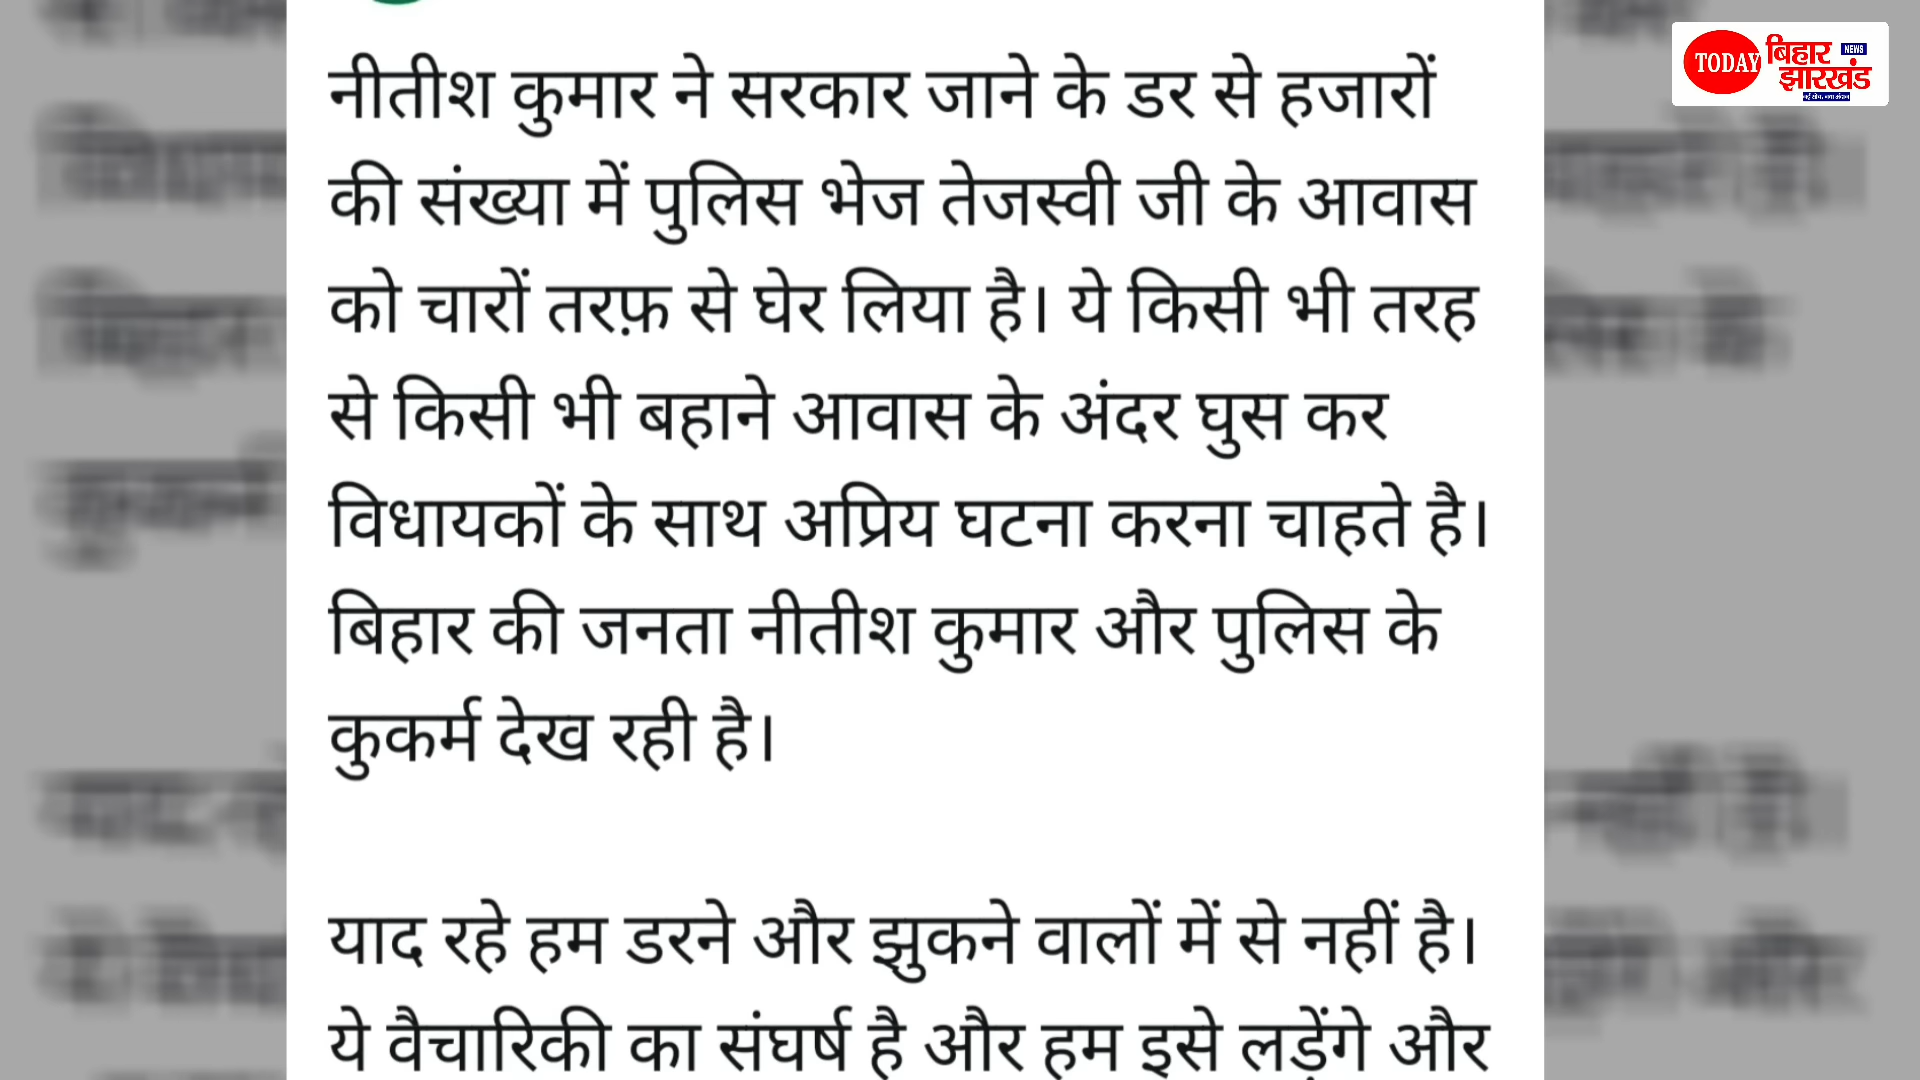 नीतीश कुमार ने सरकार जाने के डर से हजारों
की संख्या में पुलिस भेज तेजस्वी जी के आवास
को चारों तरफ़ से घेर लिया है। ये किसी भी तरह
से किसी भी बहाने आवास के अंदर घुस कर
विधायकों के साथ अप्रिय घटना करना चाहते है।
बिहार की जनता नीतीश कुमार और पुलिस के
कुकर्म देख रही है।
याद रहे हम डरने और झुकने वालों में से नहीं है।
ये वैचारिकी का संघर्ष है और हम इसे लड़ेंगे और
TODAY बिहार NEWS
झारखंड